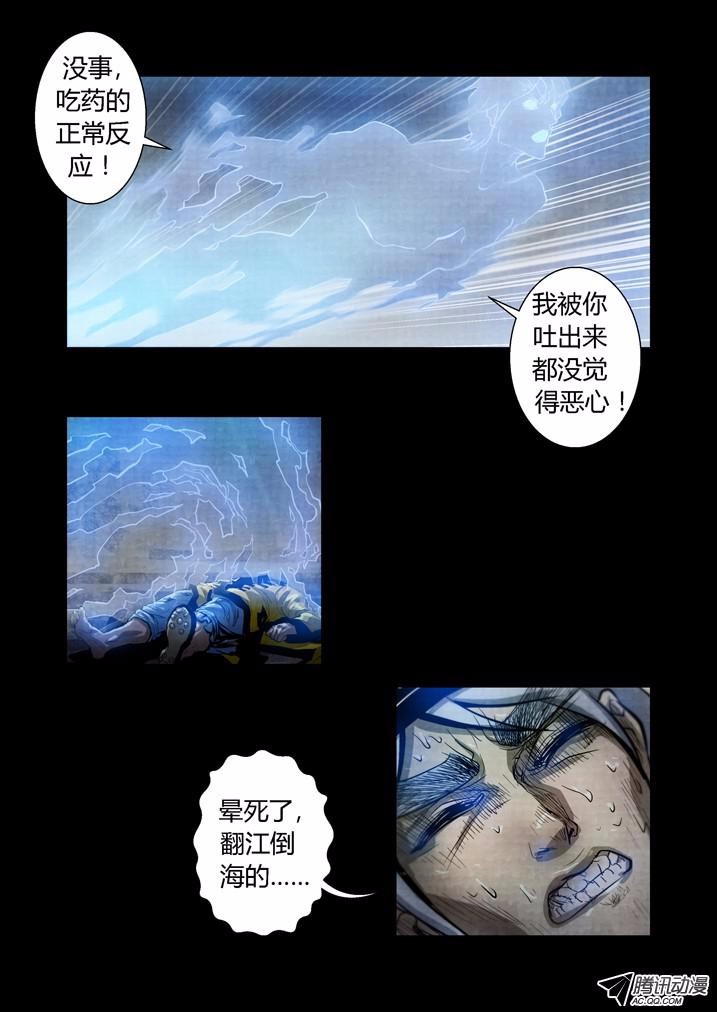 没事，
吃药的
正常反
应！
我被你
吐出来
都没觉
得恶心！
晕死了，
翻江倒
海的……
腾讯动漫
AC.QQ.COM